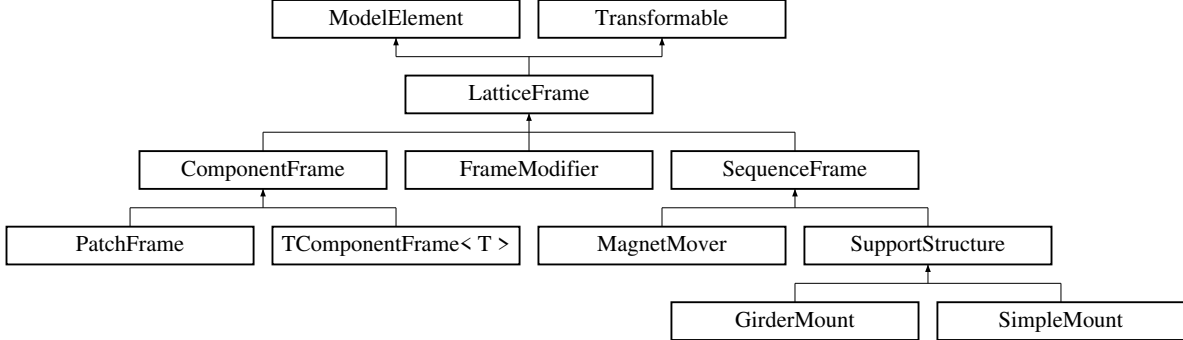 ModelElement
Transformable
LatticeFrame
ComponentFrame
FrameModifier
SequenceFrame
PatchFrame
TComponentFrame< T >
MagnetMover
SupportStructure
GirderMount
SimpleMount